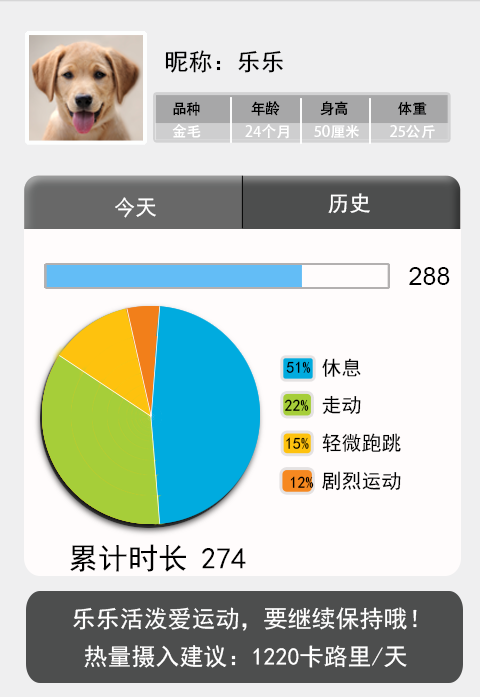 昵称：乐乐
品种 年龄 身高 体重
金毛 24个月 50厘米 25公斤
今天 历史
288
51% 休息
22% 走动
15% 轻微跑跳
12% 剧烈运动
累计时长 274
乐乐活泼爱运动，要继续保持哦！
热量摄入建议：1220卡路里/天